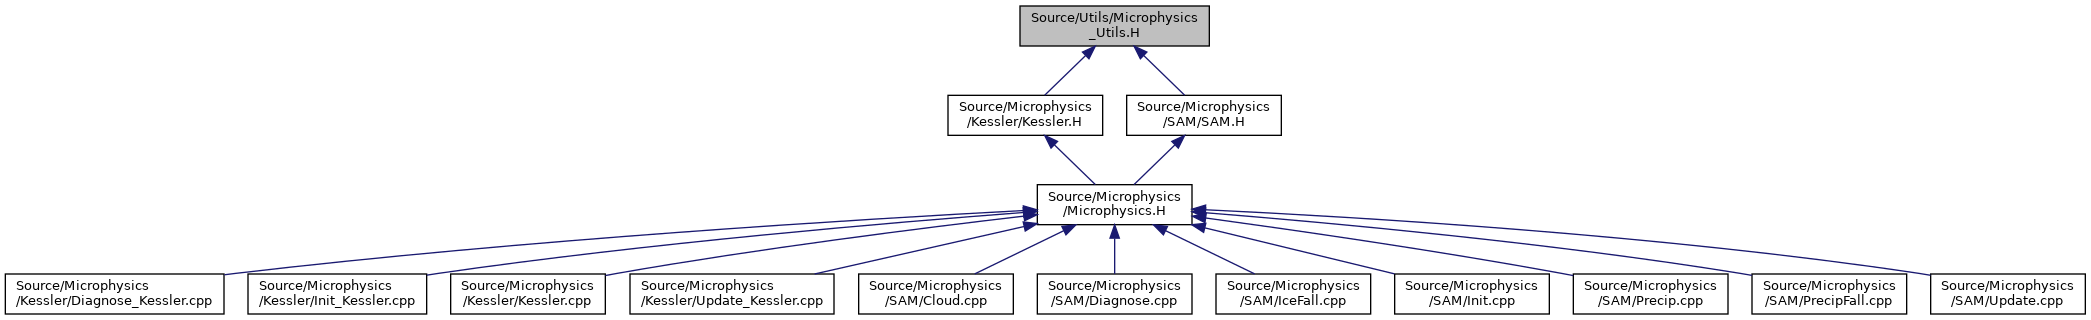 Source/Utils/Microphysics
_Utils.H
Source/Microphysics
/Kessler/Kessler.H
Source/Microphysics
/SAM/SAM.H
Source/Microphysics
/Microphysics.H
Source/Microphysics
/Kessler/Diagnose_Kessler.cpp
Source/Microphysics
/Kessler/Init_Kessler.cpp
Source/Microphysics
/Kessler/Kessler.cpp
Source/Microphysics
/Kessler/Update_Kessler.cpp
Source/Microphysics
/SAM/Cloud.cpp
Source/Microphysics
/SAM/Diagnose.cpp
Source/Microphysics
/SAM/IceFall.cpp
Source/Microphysics
/SAM/Init.cpp
Source/Microphysics
/SAM/Precip.cpp
Source/Microphysics
/SAM/PrecipFall.cpp
Source/Microphysics
/SAM/Update.cpp